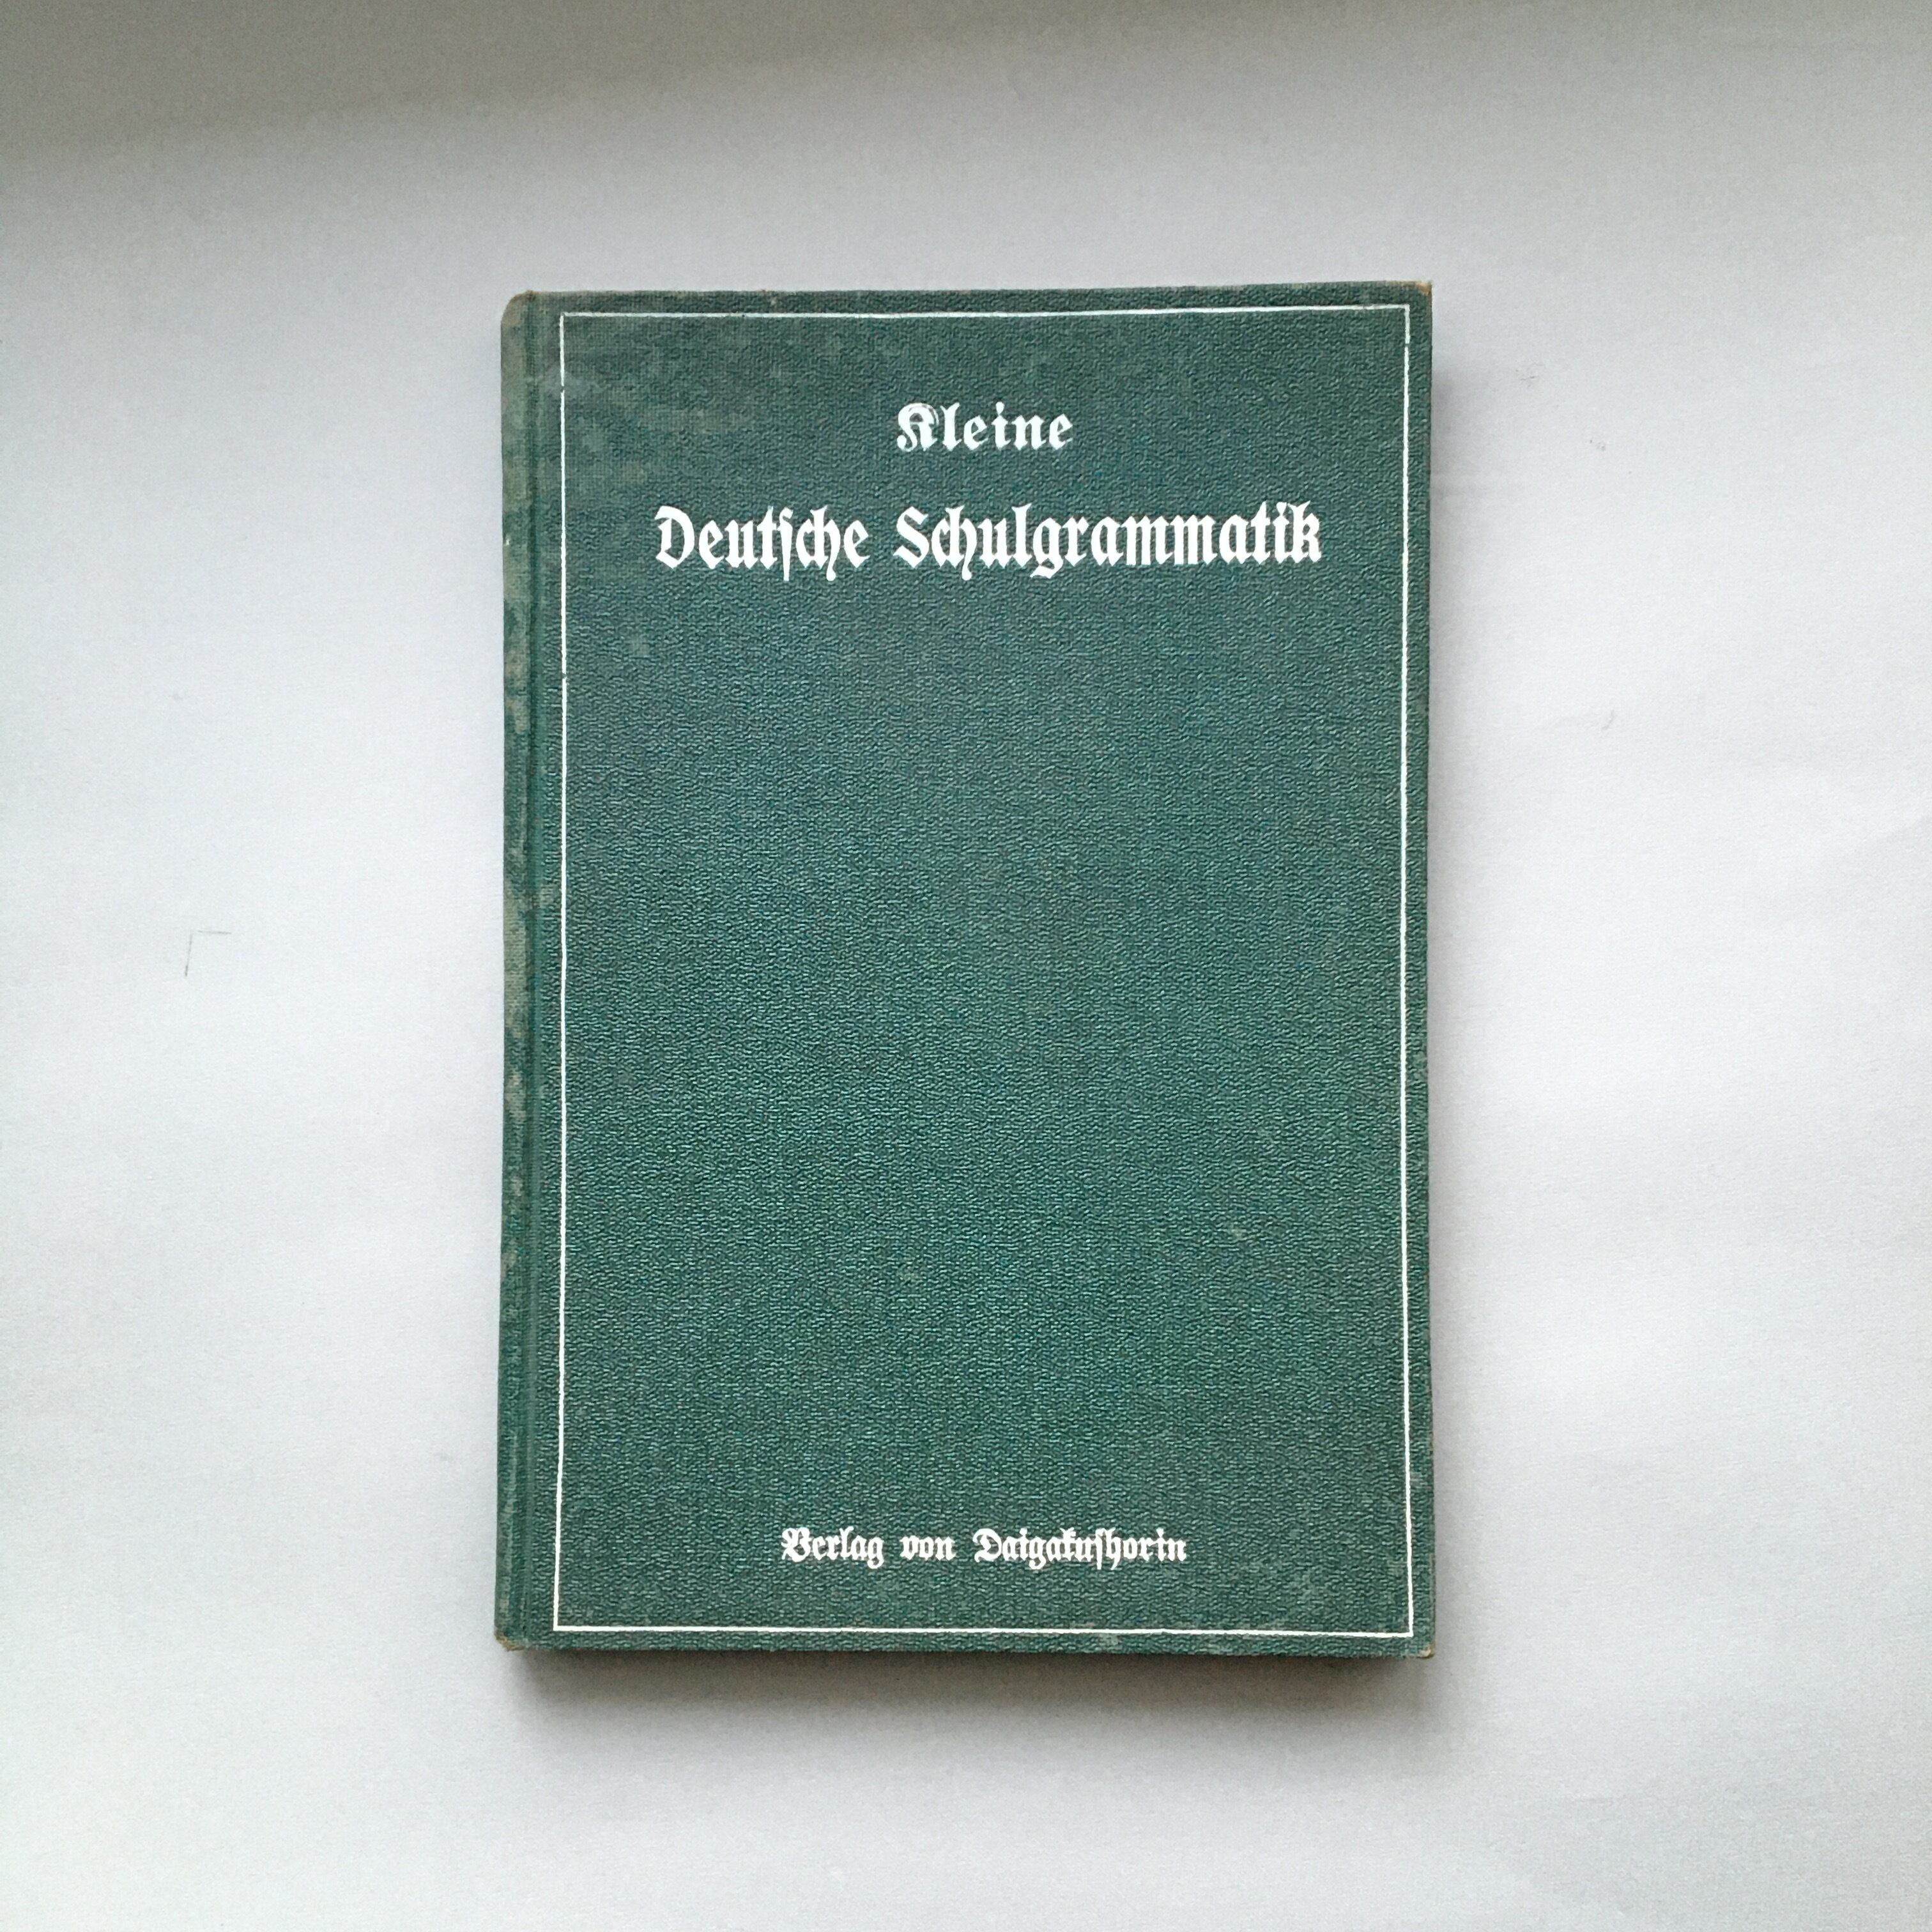 Kleine
Deutſche Schulgrammatik
Verlag von Daigakuſhorin